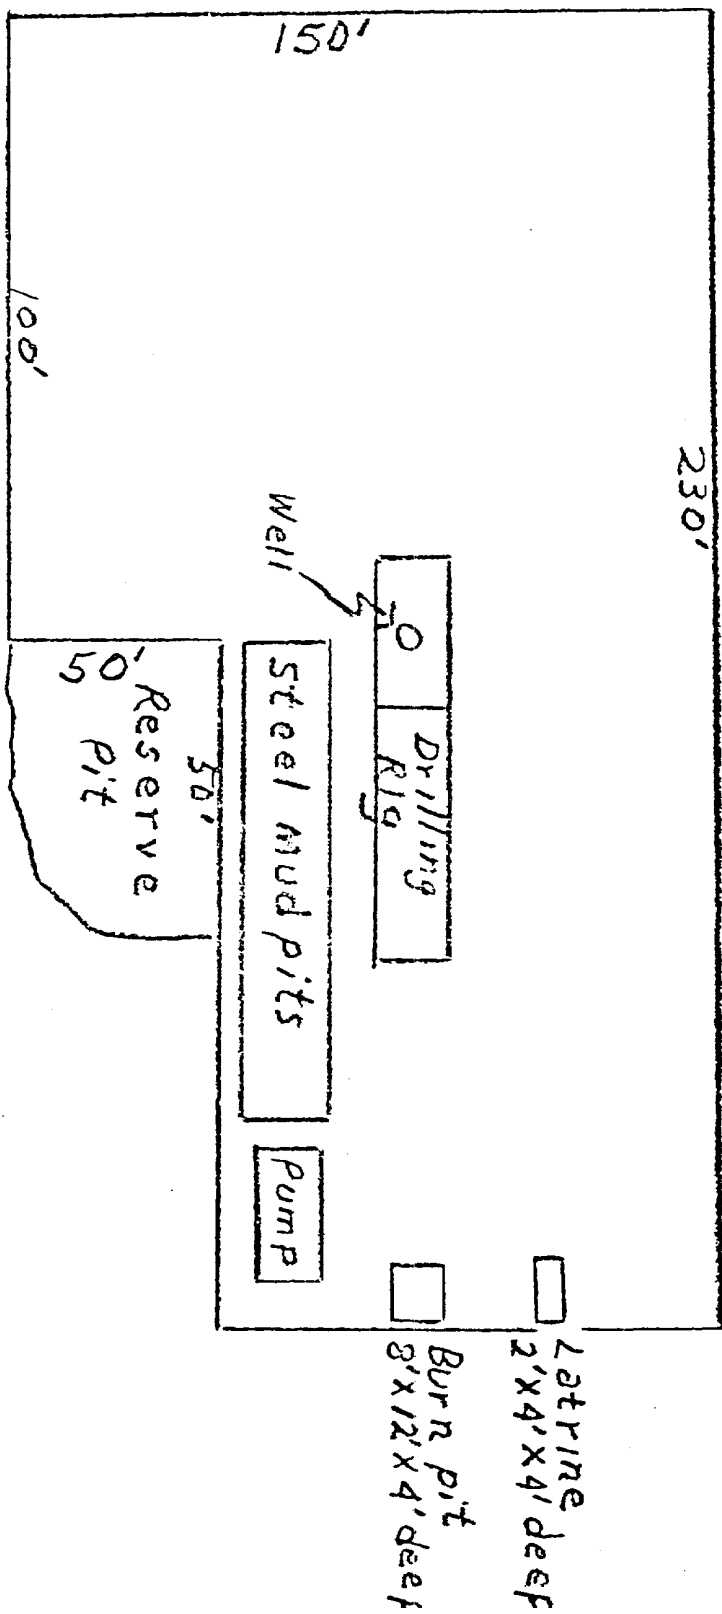 150'
230'
100'
Well
O
Drilling
Rig
50'
Reserve
Pit
50'
Steel Mud pits
Pump
Latrine
2'X4'X4' deep
Burn pit
8'X12'X4' deep